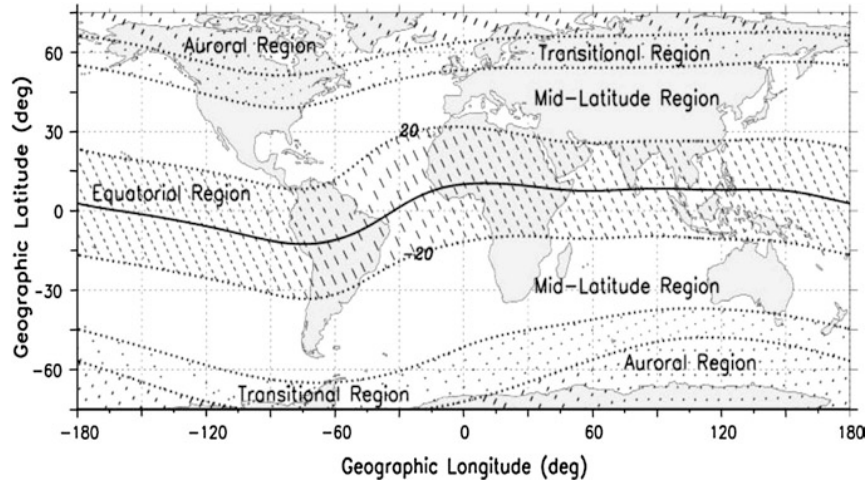 60
Auroral Region
Transitional Region
Mid-Latitude Region
30
20
Equatorial Region
0
-20
-30
Mid-Latitude Region
Auroral Region
-60
Transitional Region
-180
-120
-60
0
60
120
180
Geographic Latitude (deg)
Geographic Longitude (deg)